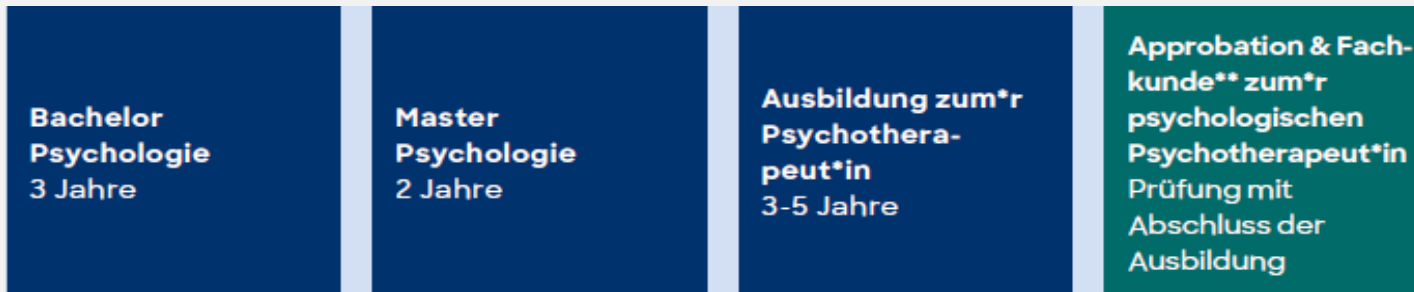 Bachelor
Psychologie
3 Jahre
Master
Psychologie
2 Jahre
Ausbildung zum*r
Psychothera-
peut*in
3-5 Jahre
Approbation & Fach-
kunde** zum*r
psychologischen
Psychotherapeut*in
Prüfung mit
Abschluss der
Ausbildung